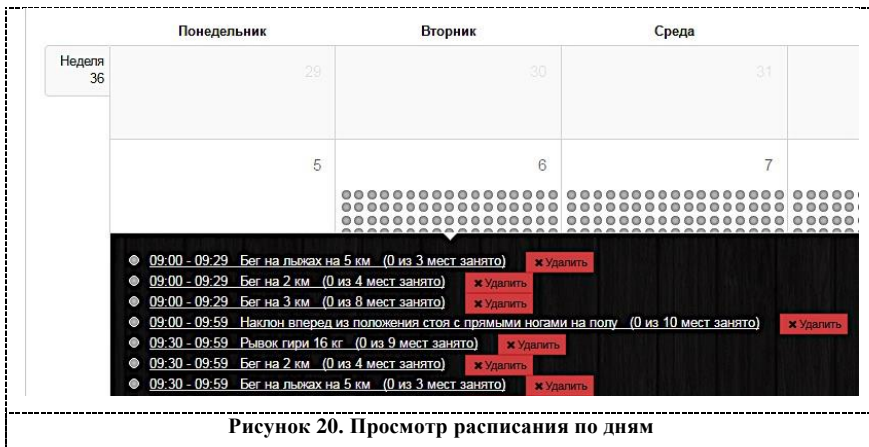 Понедельник Вторник Среда
Неделя
36
29 30 31
5 6 7
09:00 - 09:29 Бег на лыжах на 5 км (0 из 3 мест занято) ✖ Удалить
09:00 - 09:29 Бег на 2 км (0 из 4 мест занято) ✖ Удалить
09:00 - 09:29 Бег на 3 км (0 из 8 мест занято) ✖ Удалить
09:00 - 09:59 Наклон вперед из положения стоя с прямыми ногами на полу (0 из 10 мест занято) ✖ Удалить
09:30 - 09:59 Рывок гири 16 кг (0 из 9 мест занято) ✖ Удалить
09:30 - 09:59 Бег на 2 км (0 из 4 мест занято) ✖ Удалить
09:30 - 09:59 Бег на лыжах на 5 км (0 из 3 мест занято) ✖ Удалить
Рисунок 20. Просмотр расписания по дням